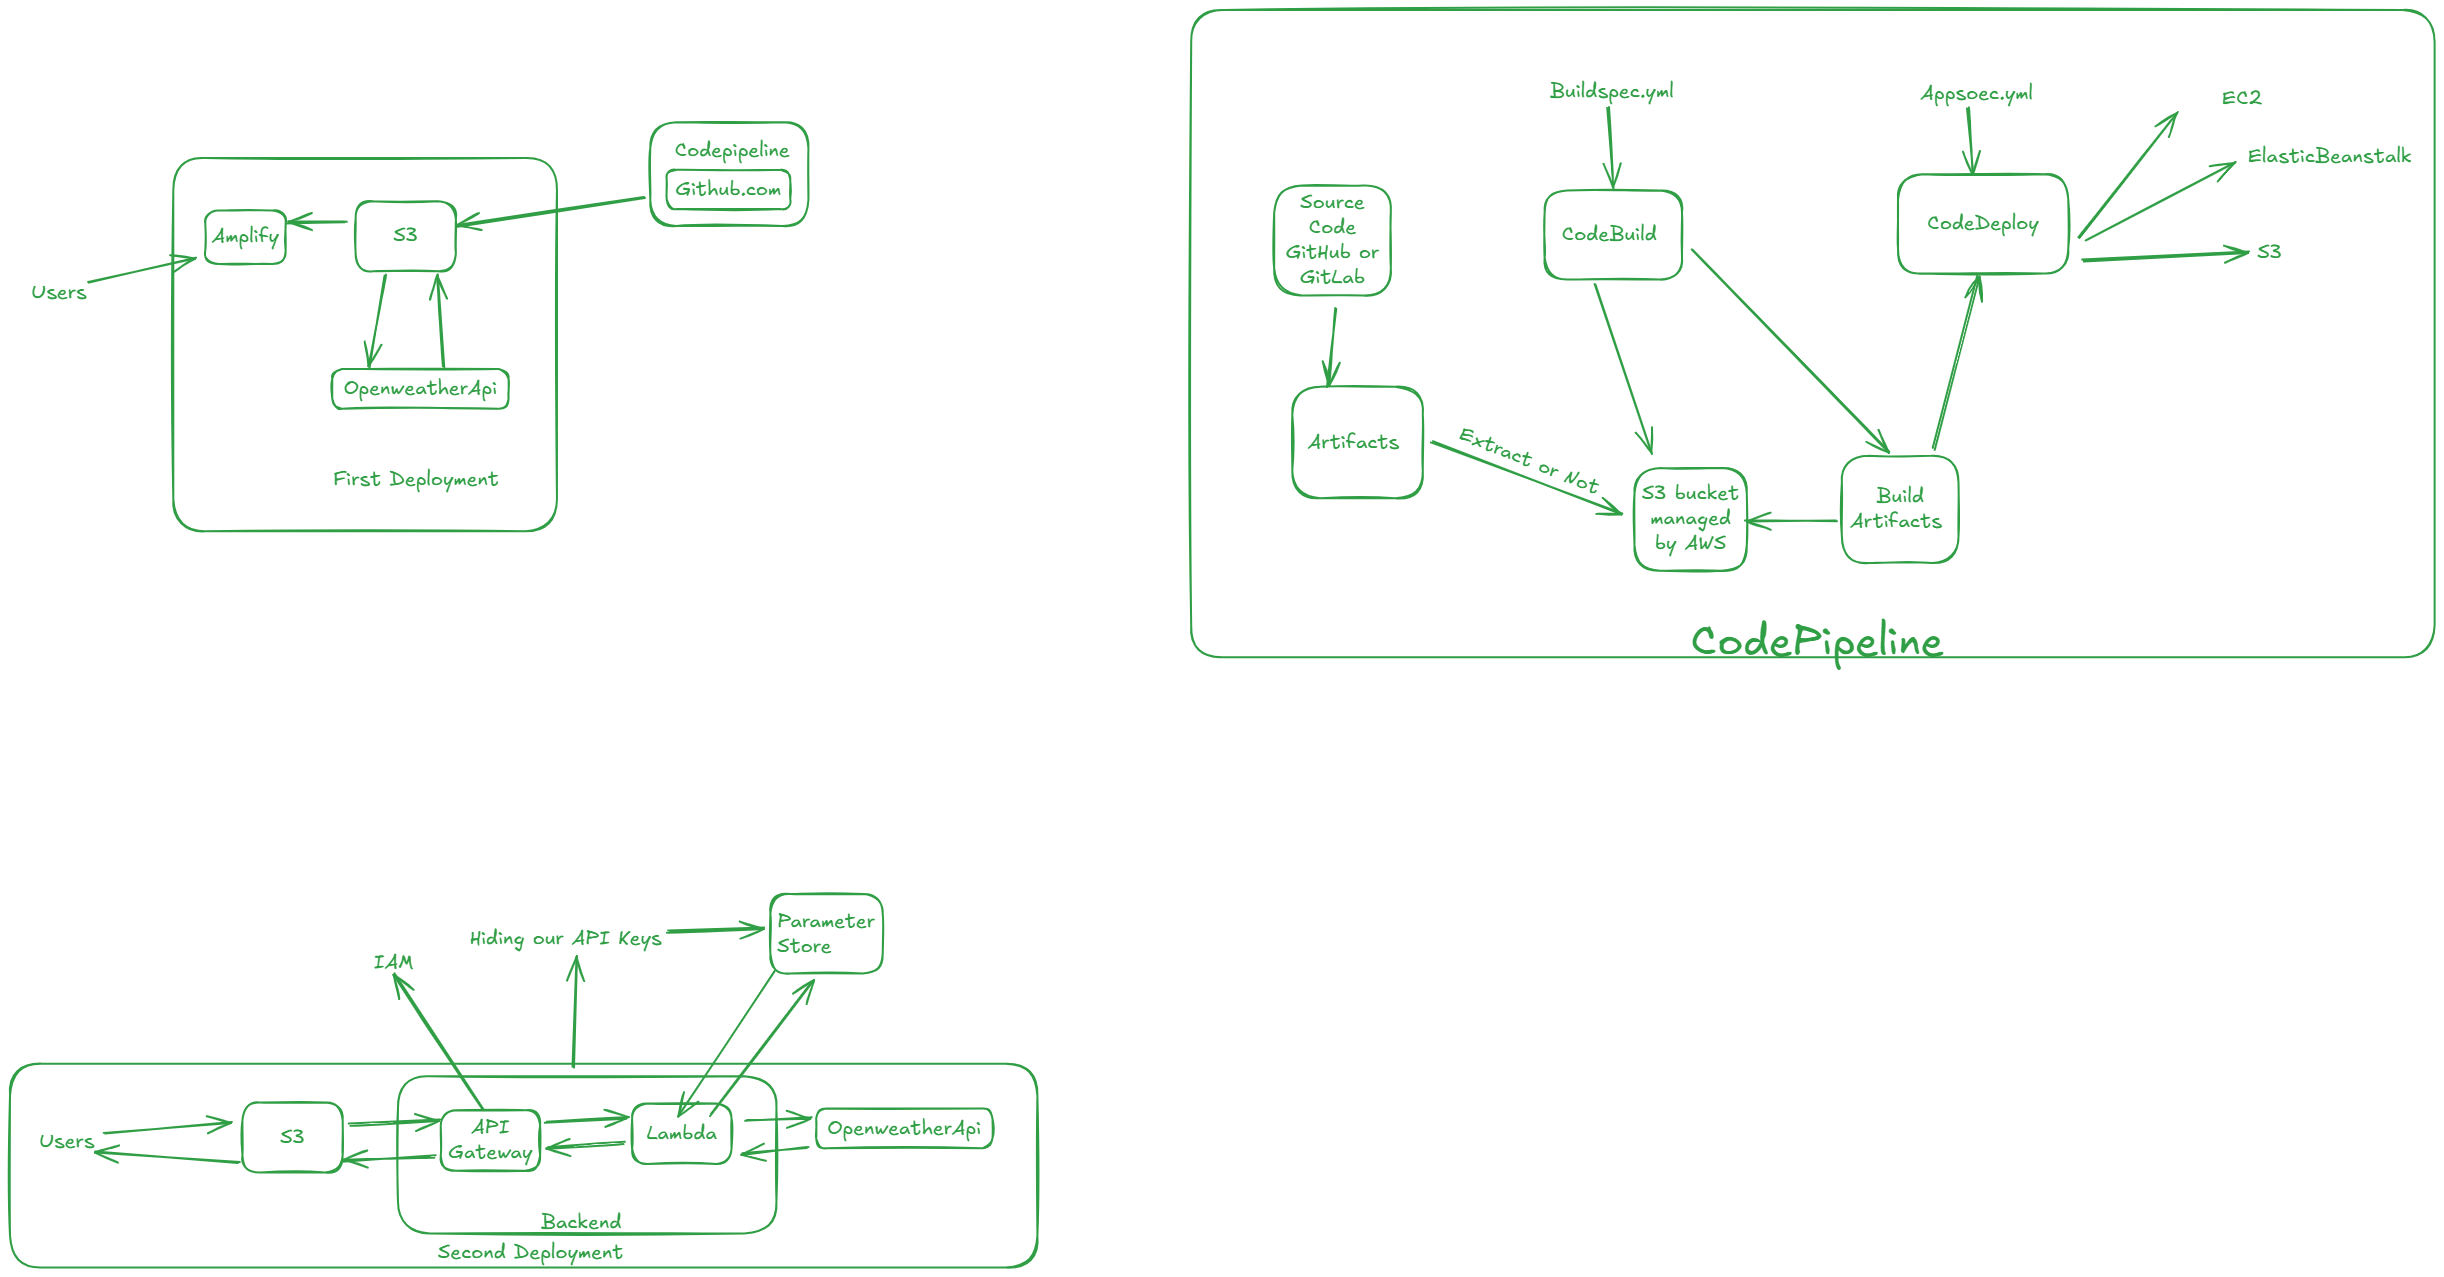 Codepipeline
Github.com
Amplify
S3
Users
OpenweatherApi
First Deployment
Buildspec.yml
Appsoec.yml
EC2
ElasticBeanstalk
S3
Source
Code
GitHub or
GitLab
CodeBuild
CodeDeploy
Artifacts
Extract or Not
S3 bucket
managed
by AWS
Build
Artifacts
CodePipeline
Parameter
Store
Hiding our API Keys
IAM
Users
S3
API
Gateway
Lambda
OpenweatherApi
Backend
Second Deployment